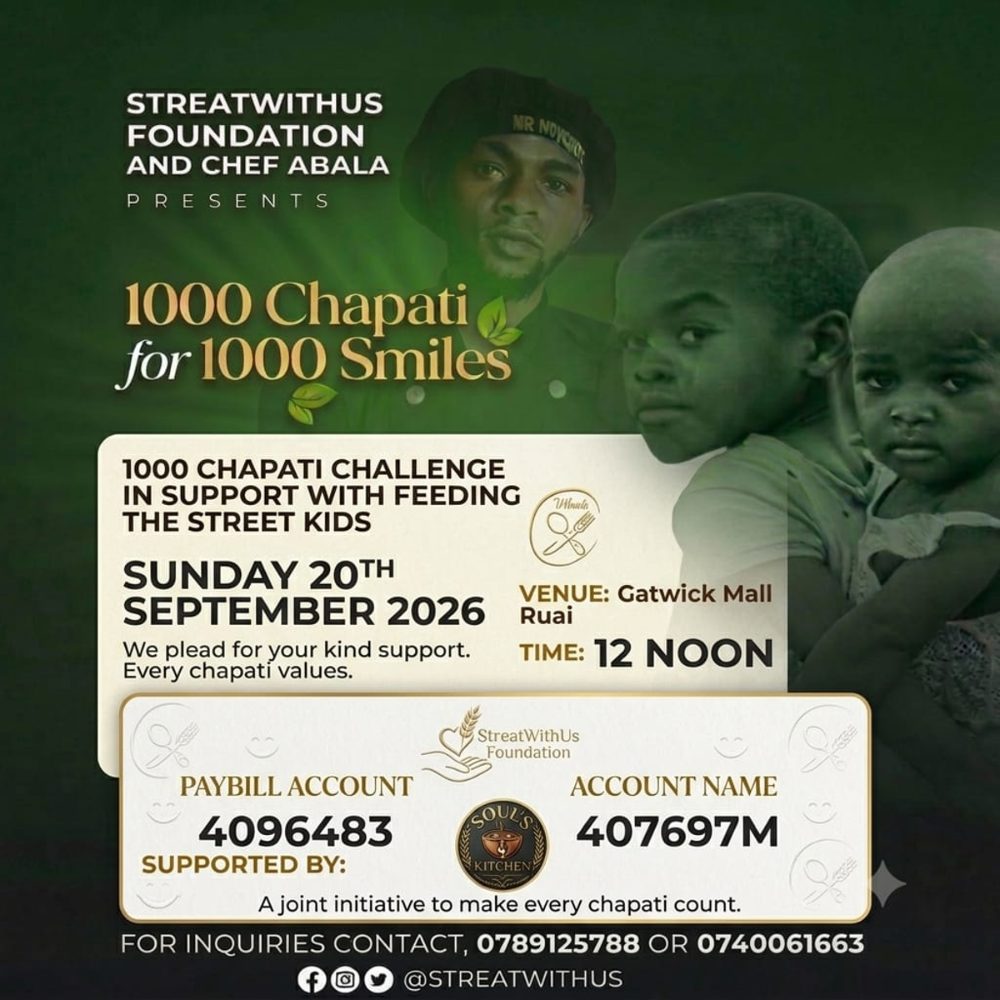 STREATWITHUS
FOUNDATION
AND CHEF ABALA
PRESENTS
1000 Chapati
for 1000 Smiles
1000 CHAPATI CHALLENGE
IN SUPPORT WITH FEEDING
THE STREET KIDS
SUNDAY 20TH
SEPTEMBER 2026
We plead for your kind support.
Every chapati values.
VENUE: Gatwick Mall
Ruai
TIME: 12 NOON
StreatWithUs
Foundation
PAYBILL ACCOUNT
4096483
ACCOUNT NAME
407697M
SUPPORTED BY:
SOUL'S
KITCHEN
A joint initiative to make every chapati count.
FOR INQUIRIES CONTACT, 0789125788 OR 0740061663
@STREATWITHUS